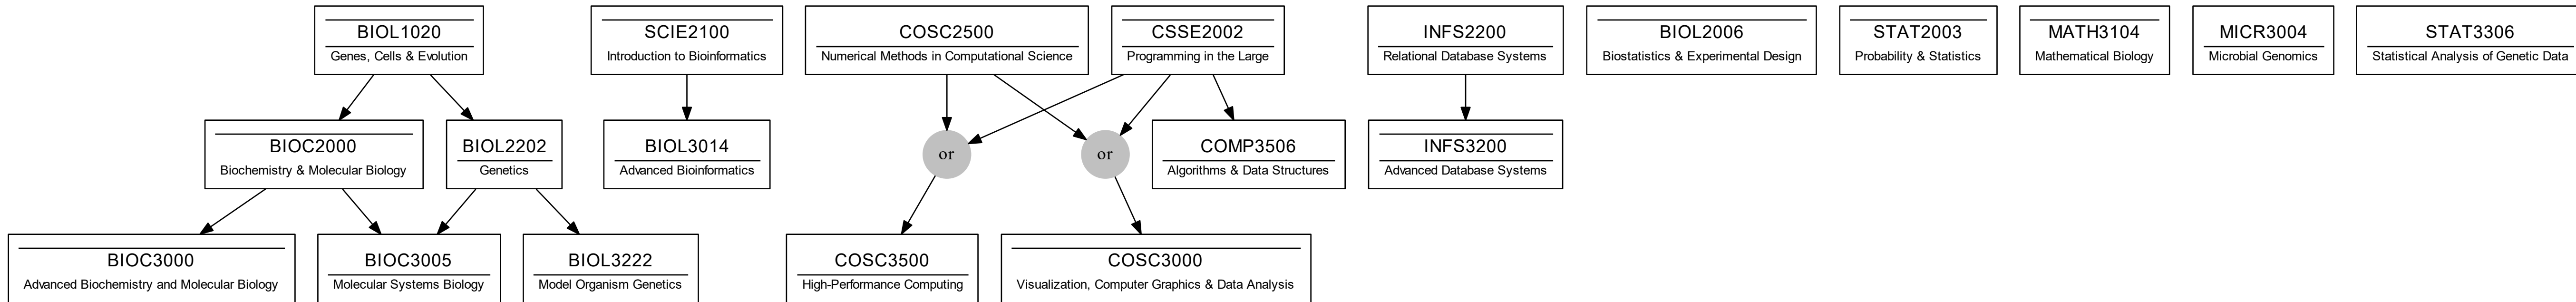 BIOL1020
Genes, Cells & Evolution
SCIE2100
Introduction to Bioinformatics
COSC2500
Numerical Methods in Computational Science
CSSE2002
Programming in the Large
INFS2200
Relational Database Systems
BIOL2006
Biostatistics & Experimental Design
STAT2003
Probability & Statistics
MATH3104
Mathematical Biology
MICR3004
Microbial Genomics
STAT3306
Statistical Analysis of Genetic Data
BIOC2000
Biochemistry & Molecular Biology
BIOL2202
Genetics
BIOL3014
Advanced Bioinformatics
or
or
COMP3506
Algorithms & Data Structures
INFS3200
Advanced Database Systems
BIOC3000
Advanced Biochemistry and Molecular Biology
BIOC3005
Molecular Systems Biology
BIOL3222
Model Organism Genetics
COSC3500
High-Performance Computing
COSC3000
Visualization, Computer Graphics & Data Analysis